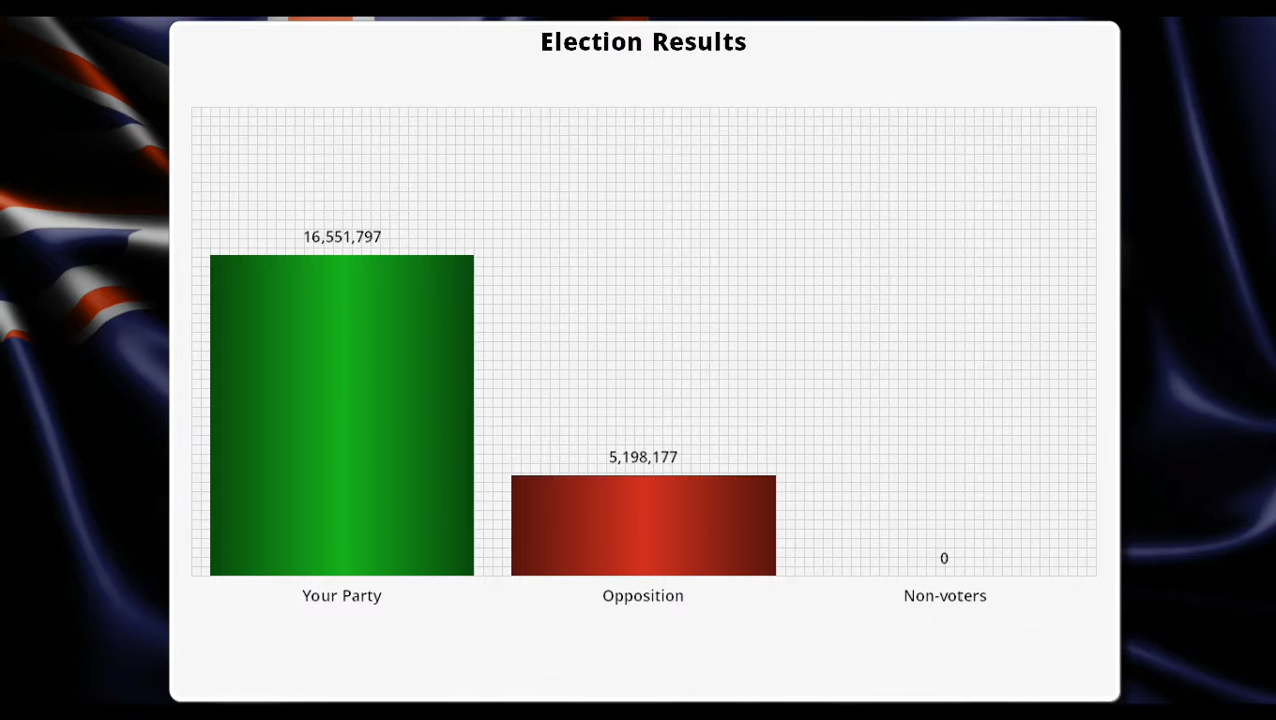 Election Results
16,551,797
5,198,177
0
Your Party
Opposition
Non-voters